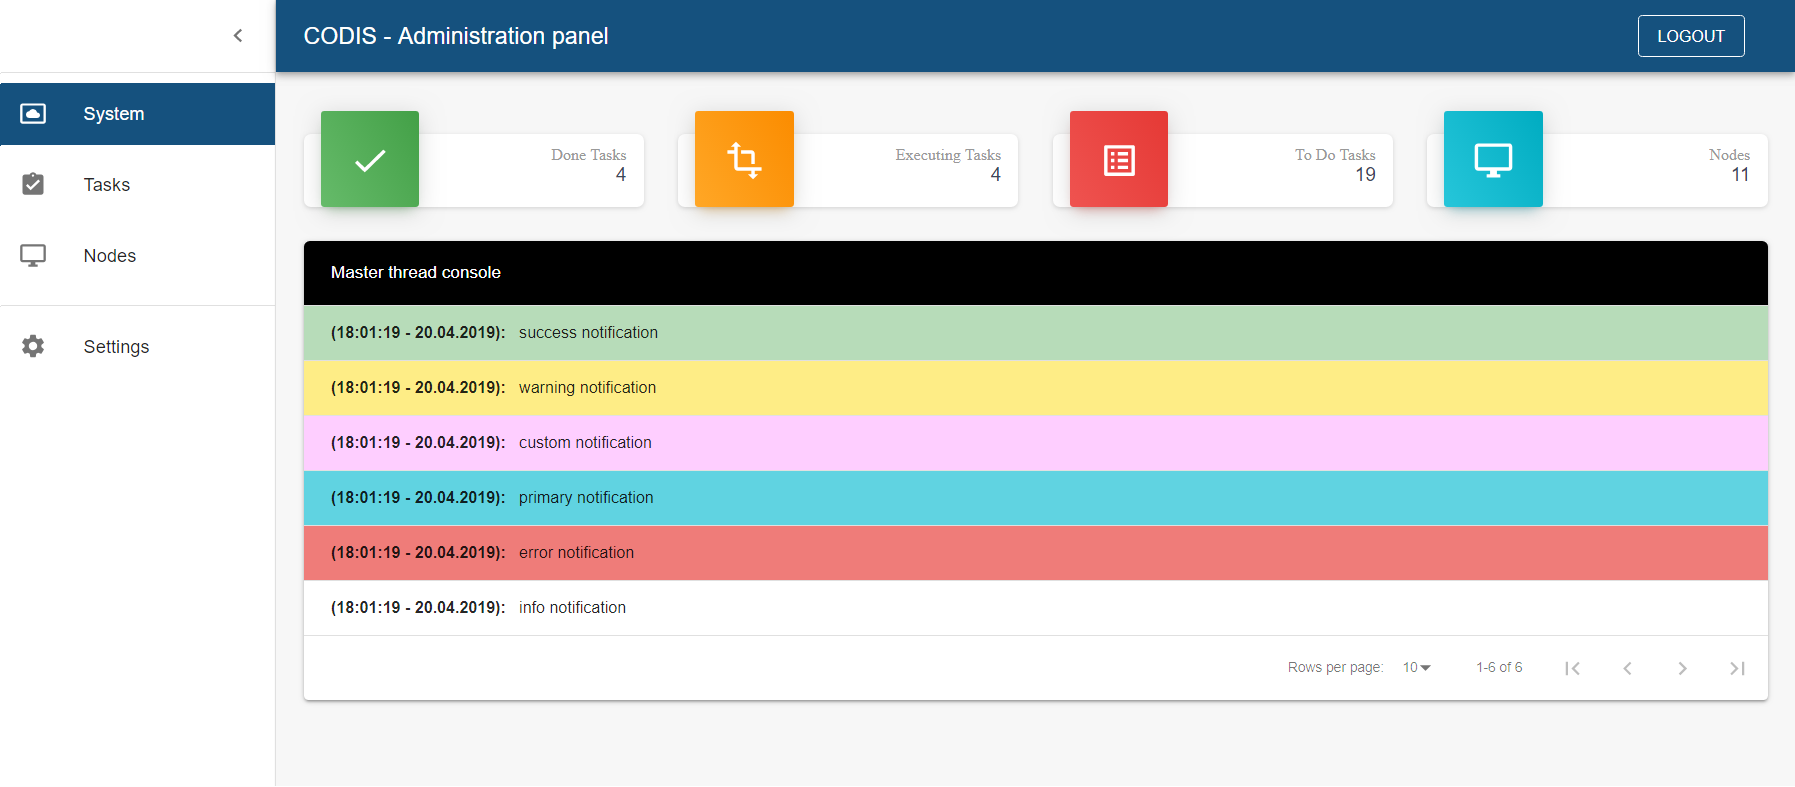 CODIS - Administration panel
LOGOUT
System
Tasks
Nodes
Settings
Done Tasks
4
Executing Tasks
4
To Do Tasks
19
Nodes
11
Master thread console
(18:01:19 - 20.04.2019): success notification
(18:01:19 - 20.04.2019): warning notification
(18:01:19 - 20.04.2019): custom notification
(18:01:19 - 20.04.2019): primary notification
(18:01:19 - 20.04.2019): error notification
(18:01:19 - 20.04.2019): info notification
Rows per page: 10 1-6 of 6